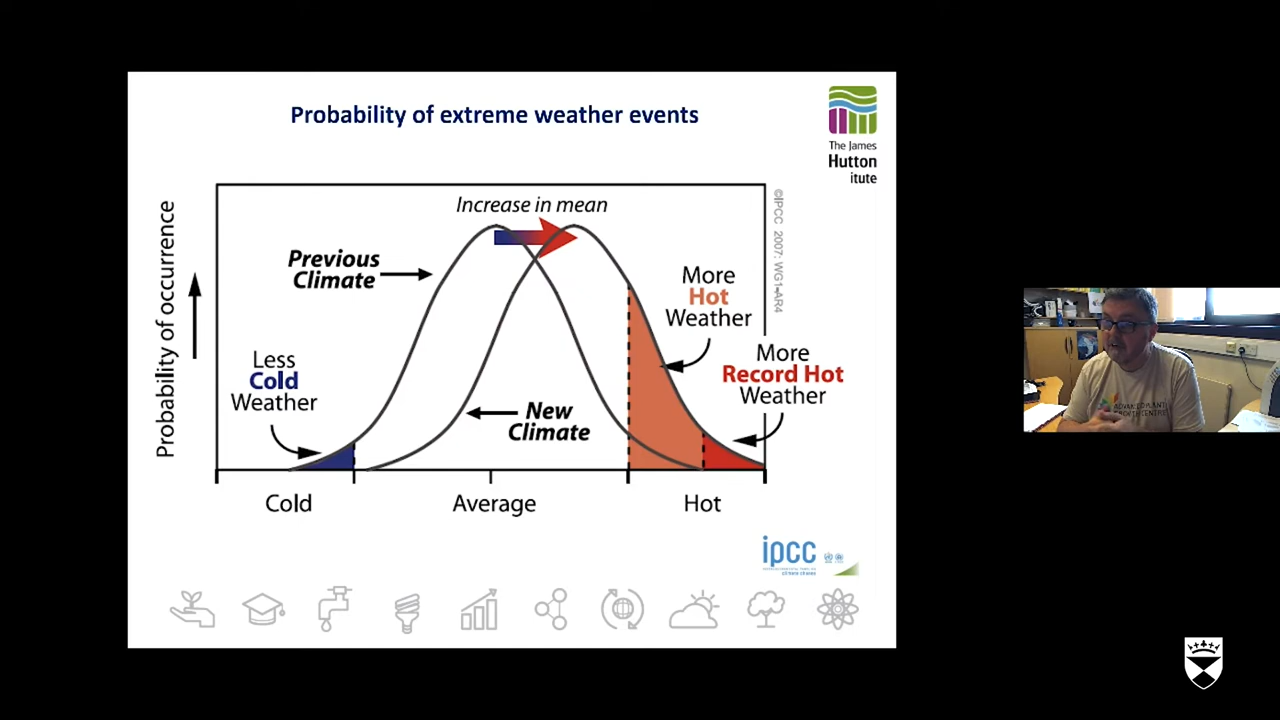 Probability of extreme weather events
The James
Hutton
itute
Increase in mean
©IPCC 2007: WG1-AR4
Previous
Climate
More
Hot
Weather
Probability of occurrence
Less
Cold
Weather
More
Record Hot
Weather
New
Climate
Cold
Average
Hot
ipcc